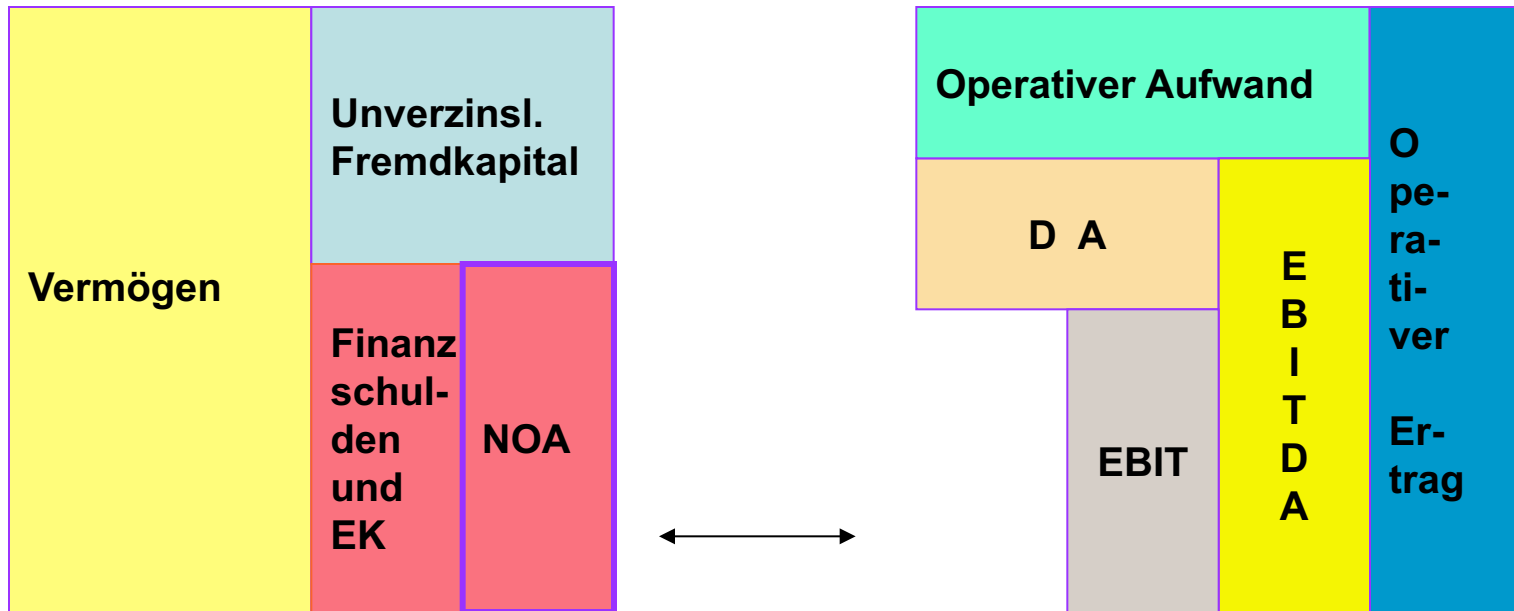 Vermögen
Unverzinsl.
Fremdkapital
Finanz
schul-
den
und
EK
NOA
Operativer Aufwand
D A
EBIT
E
B
I
T
D
A
O
pe-
ra-
ti-
ver
Er-
trag